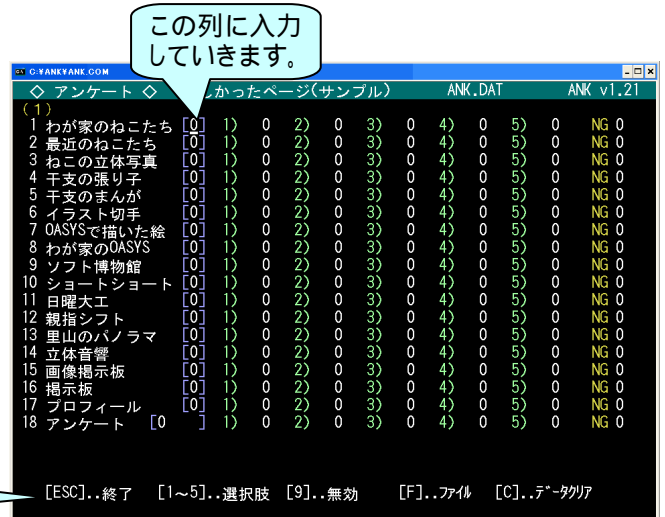 この列に入力
していきます。
C:¥ANK¥ANK.COM
◇ アンケート ◇ しかったページ(サンプル) ANK.DAT ANK v1.21
(1)
1 わが家のねこたち [0] 1) 0 2) 0 3) 0 4) 0 5) 0 NG 0
2 最近のねこたち [0] 1) 0 2) 0 3) 0 4) 0 5) 0 NG 0
3 ねこの立体写真 [0] 1) 0 2) 0 3) 0 4) 0 5) 0 NG 0
4 干支の張り子 [0] 1) 0 2) 0 3) 0 4) 0 5) 0 NG 0
5 干支のまんが [0] 1) 0 2) 0 3) 0 4) 0 5) 0 NG 0
6 イラスト切手 [0] 1) 0 2) 0 3) 0 4) 0 5) 0 NG 0
7 OASYSで描いた絵 [0] 1) 0 2) 0 3) 0 4) 0 5) 0 NG 0
8 わが家のOASYS [0] 1) 0 2) 0 3) 0 4) 0 5) 0 NG 0
9 ソフト博物館 [0] 1) 0 2) 0 3) 0 4) 0 5) 0 NG 0
10 ショートショート [0] 1) 0 2) 0 3) 0 4) 0 5) 0 NG 0
11 日曜大工 [0] 1) 0 2) 0 3) 0 4) 0 5) 0 NG 0
12 親指シフト [0] 1) 0 2) 0 3) 0 4) 0 5) 0 NG 0
13 里山のパノラマ [0] 1) 0 2) 0 3) 0 4) 0 5) 0 NG 0
14 立体音響 [0] 1) 0 2) 0 3) 0 4) 0 5) 0 NG 0
15 画像掲示板 [0] 1) 0 2) 0 3) 0 4) 0 5) 0 NG 0
16 掲示板 [0] 1) 0 2) 0 3) 0 4) 0 5) 0 NG 0
17 プロフィール [0] 1) 0 2) 0 3) 0 4) 0 5) 0 NG 0
18 アンケート [0 ] 1) 0 2) 0 3) 0 4) 0 5) 0 NG 0
[ESC]..終了 [1~5]..選択肢 [9]..無効 [F]..ﾌｧｲﾙ [C]..ﾃﾞｰﾀｸﾘｱ